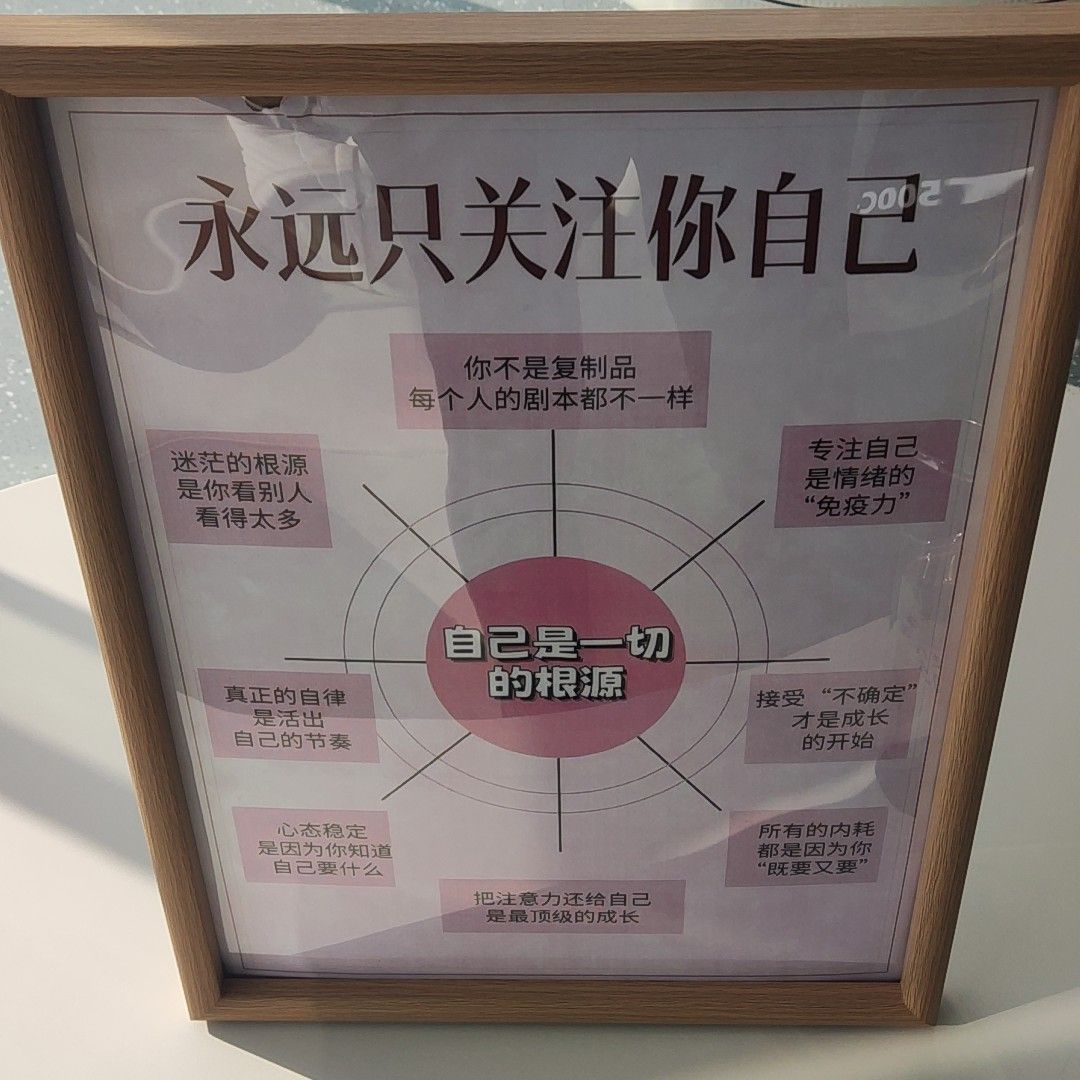 永远只关注你自己
你不是复制品
每个人的剧本都不一样
迷茫的根源
是你看别人
看得太多
专注自己
是情绪的
“免疫力”
自己是一切
的根源
真正的自律
是活出
自己的节奏
接受“不确定”
才是成长
的开始
心态稳定
是因为你知道
自己要什么
所有的内耗
都是因为你
“既要又要”
把注意力还给自己
是最顶级的成长